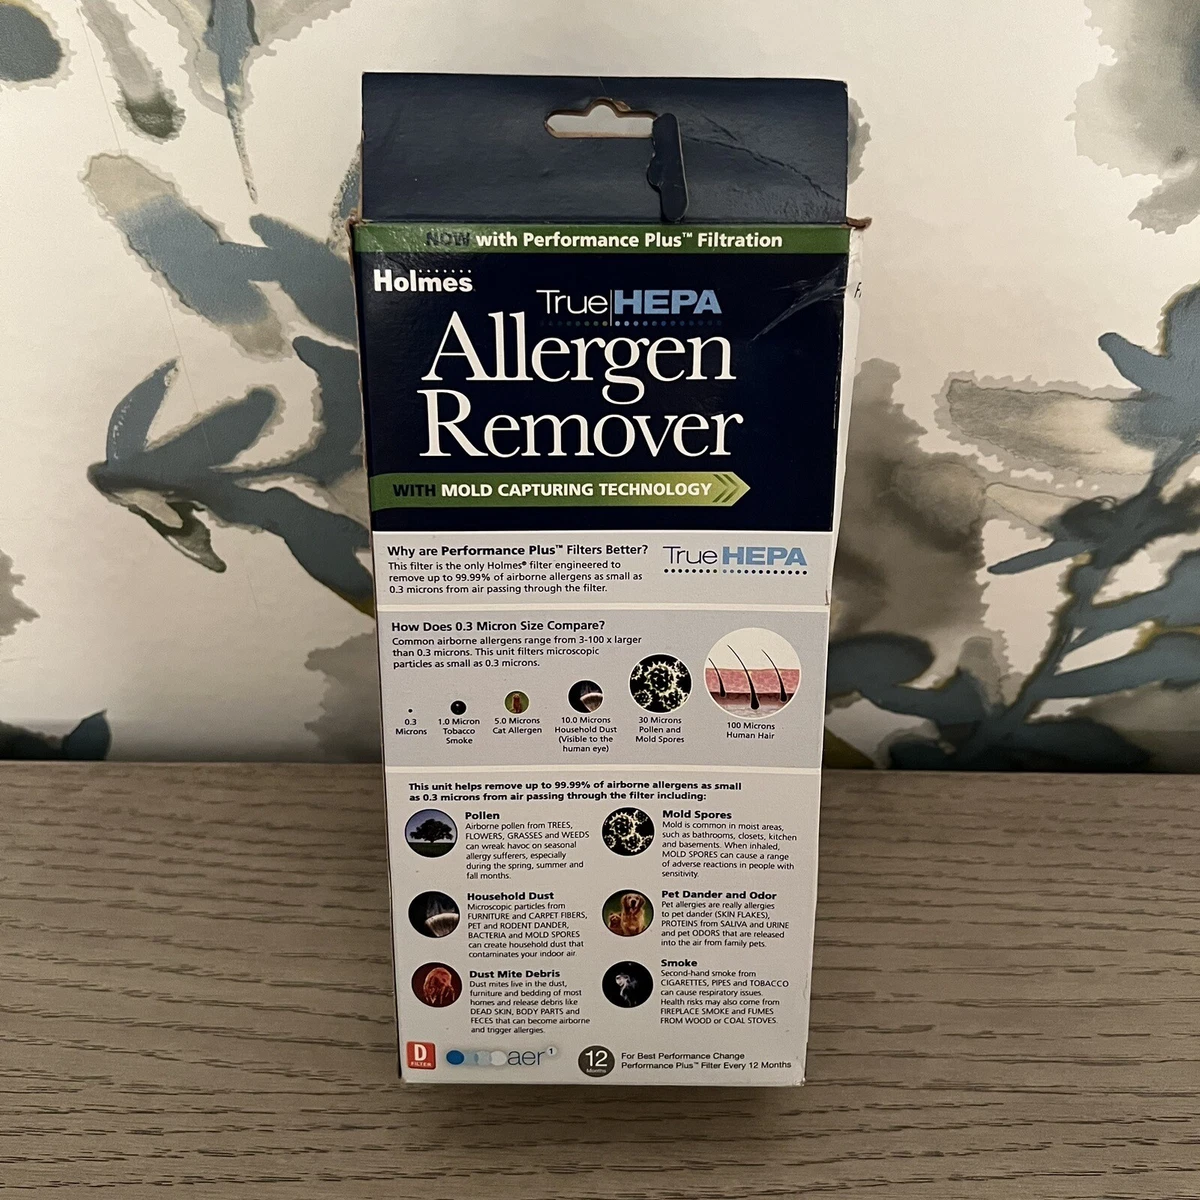 NOW with Performance Plus™ Filtration
Holmes
True HEPA
Allergen
Remover
WITH MOLD CAPTURING TECHNOLOGY
Why are Performance Plus™ Filters Better?
This filter is the only Holmes® filter engineered to
remove up to 99.99% of airborne allergens as small as
0.3 microns from air passing through the filter.
True HEPA
How Does 0.3 Micron Size Compare?
Common airborne allergens range from 3-100 x larger
than 0.3 microns. This unit filters microscopic
particles as small as 0.3 microns.
0.3
Microns
1.0 Micron
Tobacco
Smoke
5.0 Microns
Cat Allergen
10.0 Microns
Household Dust
(Visible to the
human eye)
30 Microns
Pollen and
Mold Spores
100 Microns
Human Hair
This unit helps remove up to 99.99% of airborne allergens as small
as 0.3 microns from air passing through the filter including:
Pollen
Airborne pollen from TREES,
FLOWERS, GRASSES and WEEDS
can wreak havoc on seasonal
allergy sufferers, especially
during the spring, summer and
fall months.
Mold Spores
Mold is common in moist areas,
such as bathrooms, closets, kitchen
and basements. When inhaled,
MOLD SPORES can cause a range
of adverse reactions in people with
sensitivity.
Household Dust
Microscopic particles from
FURNITURE and CARPET FIBERS,
PET and RODENT DANDER,
BACTERIA and MOLD SPORES
can create household dust that
contaminates your indoor air.
Pet Dander and Odor
Pet allergies are really allergies
to pet dander (SKIN FLAKES),
PROTEINS from SALIVA and URINE
and pet ODORS that are released
into the air from family pets.
Dust Mite Debris
Dust mites live in the dust,
furniture and bedding of most
homes and release debris like
DEAD SKIN, BODY PARTS and
FECES that can become airborne
and trigger allergies.
Smoke
Second-hand smoke from
CIGARETTES, PIPES and TOBACCO
can cause respiratory issues.
Health risks may also come from
FIREPLACE SMOKE and FUMES
FROM WOOD or COAL STOVES.
D
FILTER
aer1
12
Months
For Best Performance Change
Performance Plus™ Filter Every 12 Months